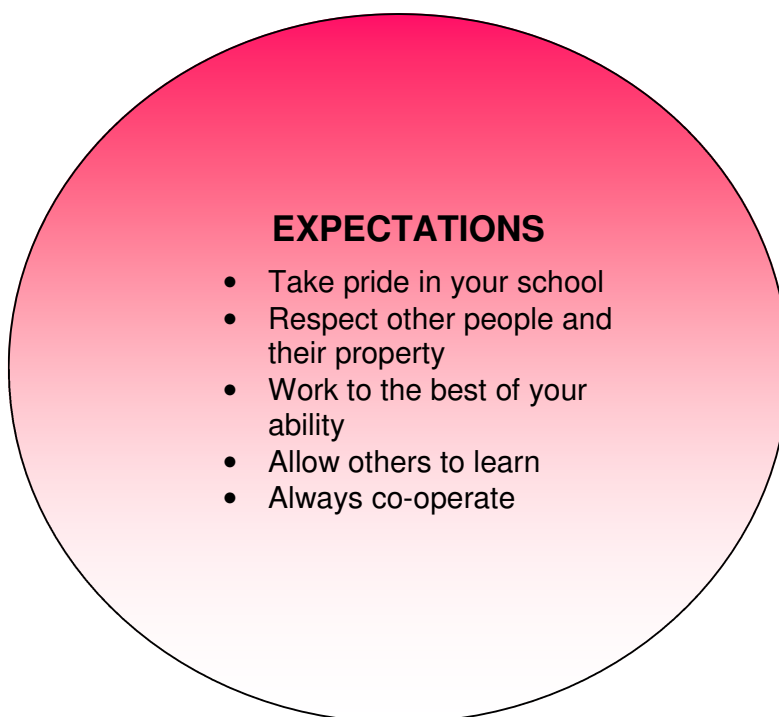 EXPECTATIONS
• Take pride in your school
• Respect other people and
their property
• Work to the best of your
ability
• Allow others to learn
• Always co-operate